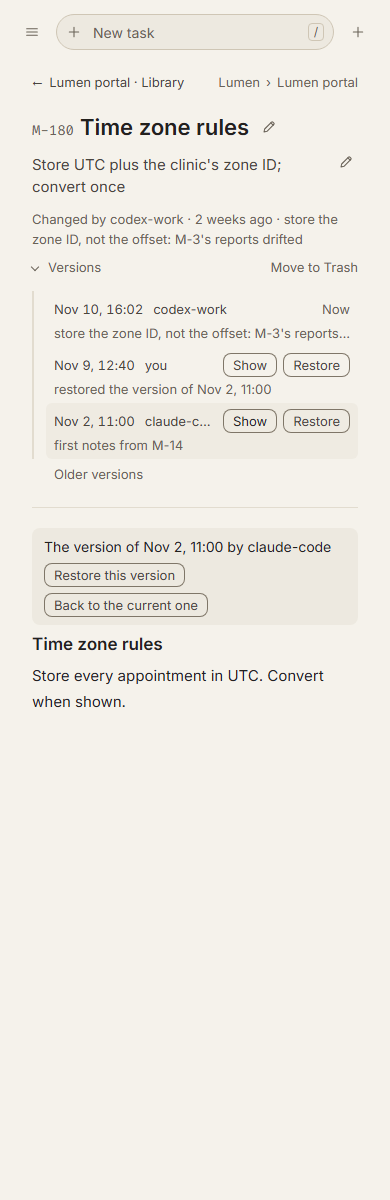 New task /
← Lumen portal · Library Lumen › Lumen portal
M-180 Time zone rules
Store UTC plus the clinic's zone ID;
convert once
Changed by codex-work · 2 weeks ago · store the
zone ID, not the offset: M-3's reports drifted
Versions Move to Trash
Nov 10, 16:02 codex-work Now
store the zone ID, not the offset: M-3's reports...
Nov 9, 12:40 you Show Restore
restored the version of Nov 2, 11:00
Nov 2, 11:00 claude-c... Show Restore
first notes from M-14
Older versions
The version of Nov 2, 11:00 by claude-code
Restore this version
Back to the current one
Time zone rules
Store every appointment in UTC. Convert
when shown.